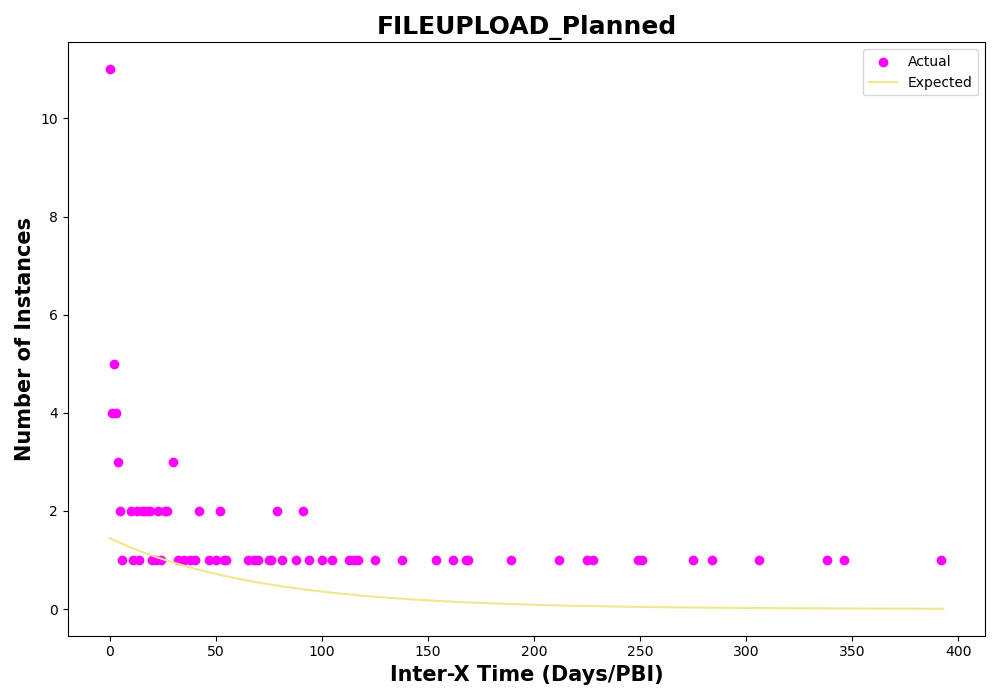 FILEUPLOAD_Planned
Actual
Expected
Number of Instances
10
8
6
4
2
0
0 50 100 150 200 250 300 350 400
Inter-X Time (Days/PBI)